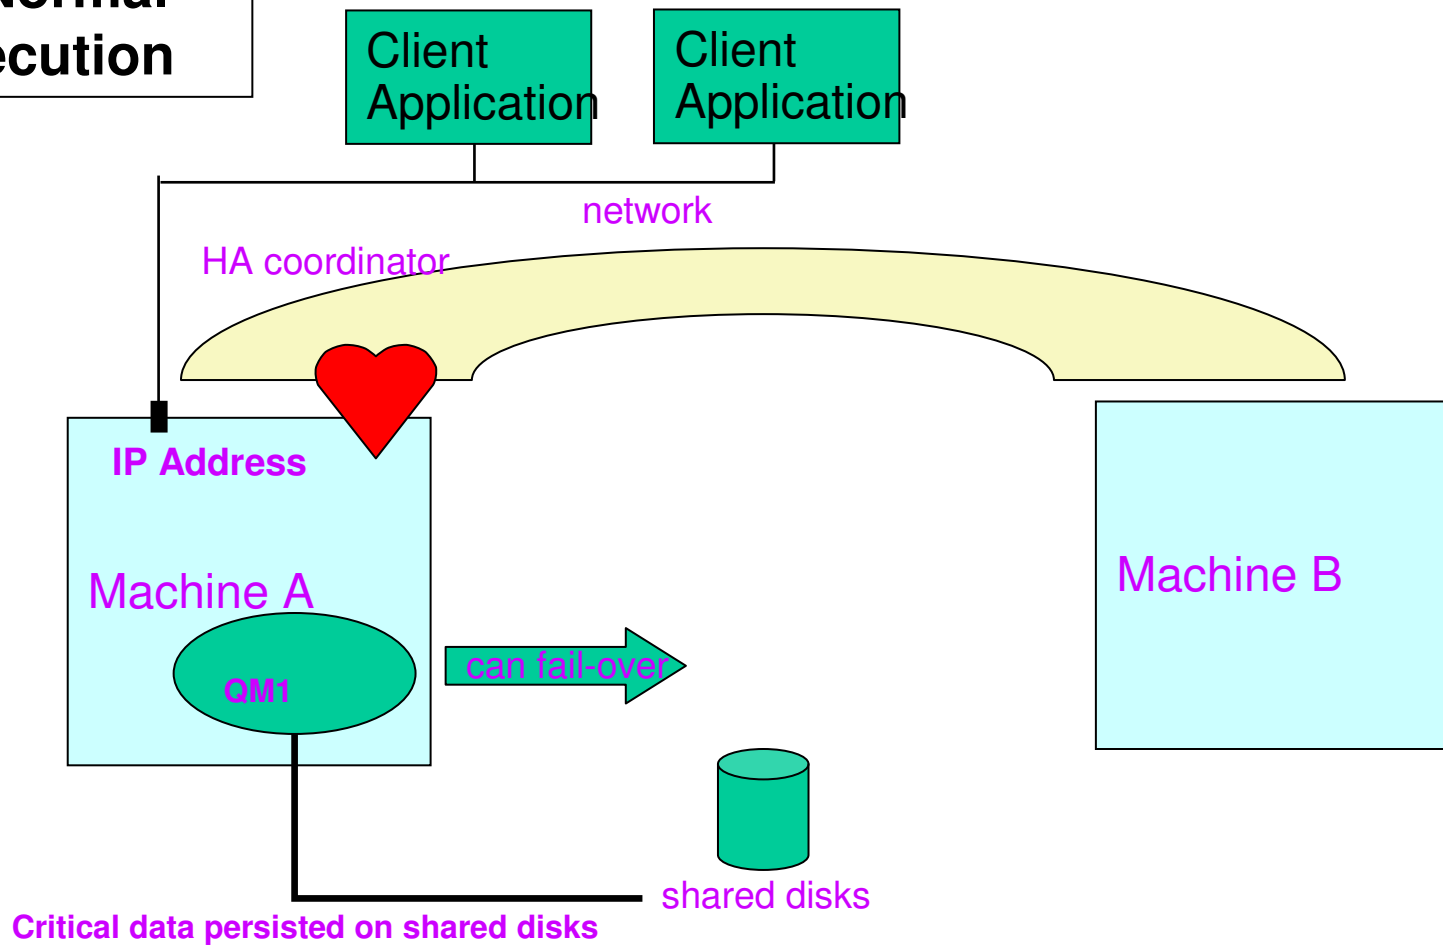 Client
Application
Client
Application
network
HA coordinator
IP Address
Machine A
Machine B
can fail-over
QM1
shared disks
Critical data persisted on shared disks